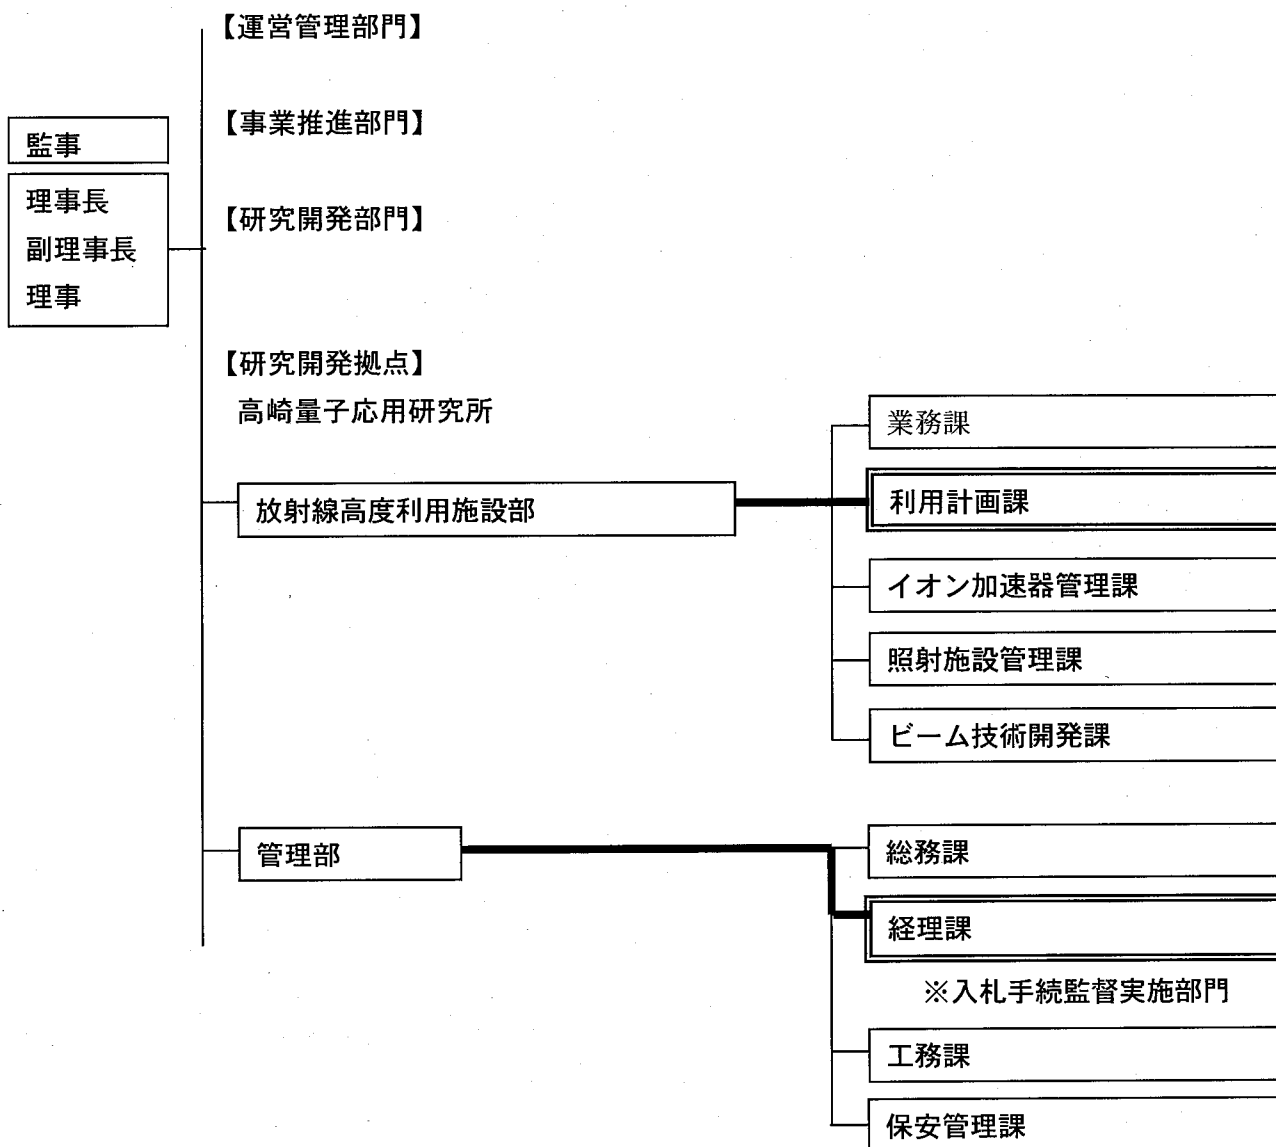 【運営管理部門】
【事業推進部門】
監事
理事長
副理事長
理事
【研究開発部門】
【研究開発拠点】
高崎量子応用研究所
放射線高度利用施設部
業務課
利用計画課
イオン加速器管理課
照射施設管理課
ビーム技術開発課
管理部
総務課
経理課
※入札手続監督実施部門
工務課
保安管理課